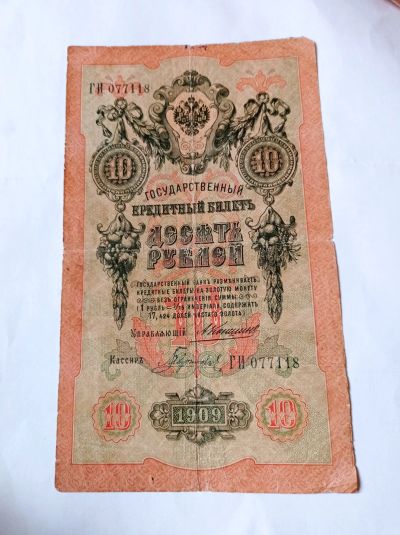 ГИ 077118
10 10
ГОСУДАРСТВЕННЫЙ
КРЕДИТНЫЙ БИЛЕТЪ
ДЕСЯТЬ
РУБЛЕЙ
ГОСУДАРСТВЕННЫЙ БАНКЪ РАЗМѢНИВАЕТЪ
КРЕДИТНЫЕ БИЛЕТЫ НА ЗОЛОТУЮ МОНЕТУ
БЕЗЪ ОГРАНИЧЕНІЯ СУММЫ
(1 РУБЛЬ = 1/15 ИМПЕРІАЛА, СОДЕРЖИТЪ
17,424 ДОЛЕЙ ЧИСТАГО ЗОЛОТА)
УПРАВЛЯЮЩІЙ
Кассиръ
ГИ 077118
10 1909 10